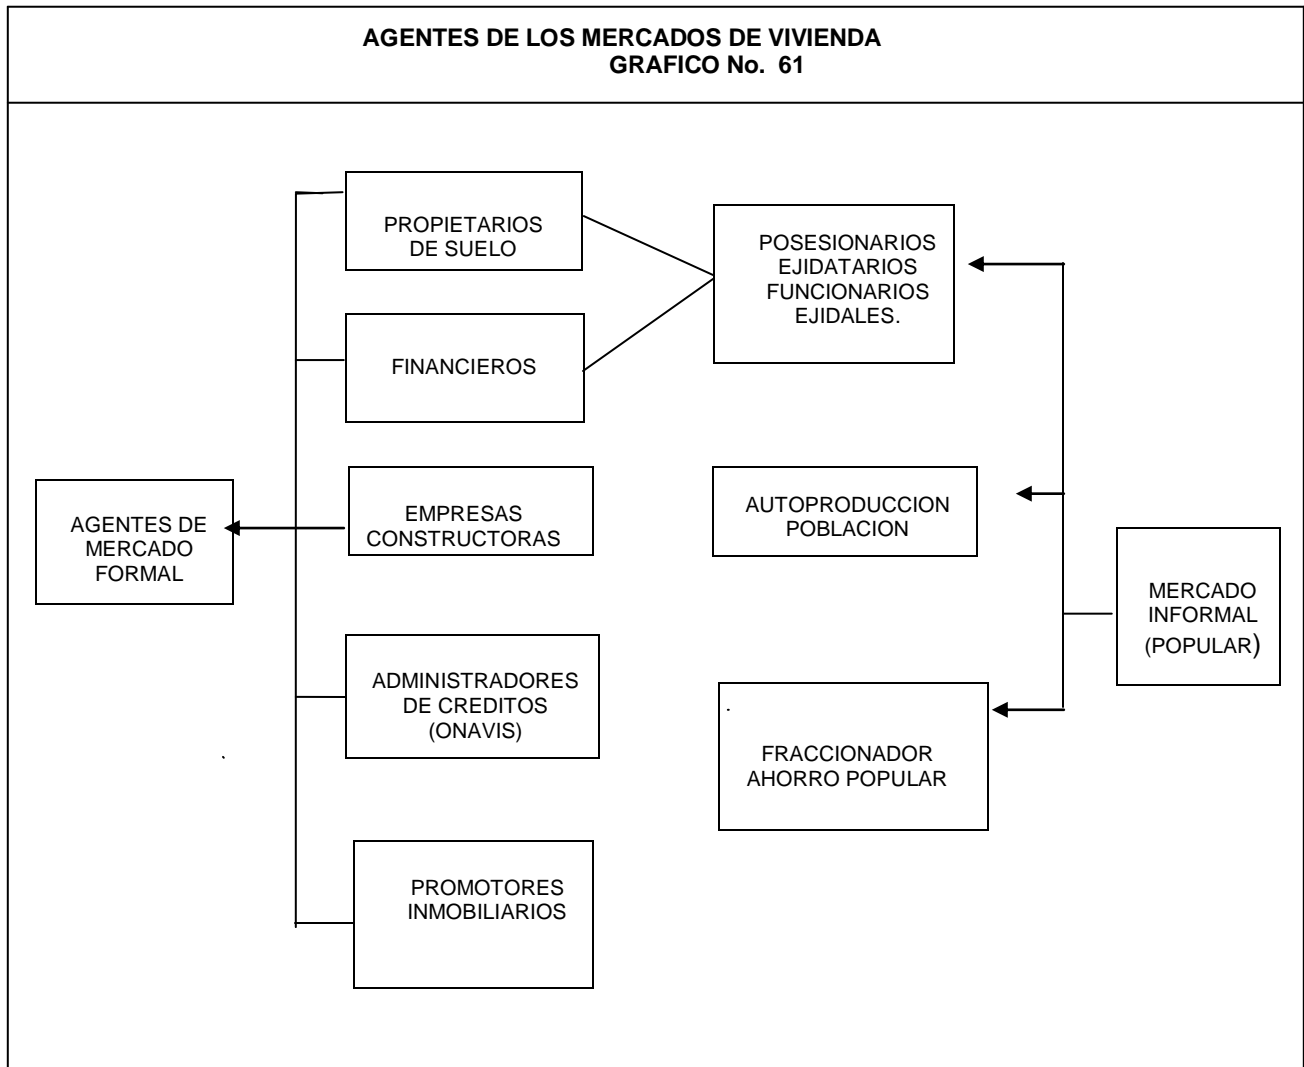 AGENTES DE LOS MERCADOS DE VIVIENDA
GRAFICO No. 61
PROPIETARIOS
DE SUELO
FINANCIEROS
EMPRESAS
CONSTRUCTORAS
ADMINISTRADORES
DE CREDITOS
(ONAVIS)
PROMOTORES
INMOBILIARIOS
AGENTES DE
MERCADO
FORMAL
POSESIONARIOS
EJIDATARIOS
FUNCIONARIOS
EJIDALES.
AUTOPRODUCCION
POBLACION
FRACCIONADOR
AHORRO POPULAR
MERCADO
INFORMAL
(POPULAR)